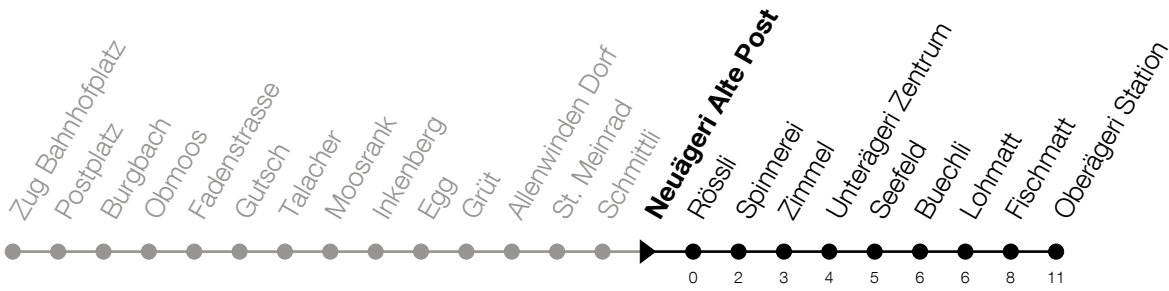 Zug Bahnhofplatz
Postplatz
Burgbach
Obmoos
Fadenstrasse
Gutsch
Talacher
Moosrank
Inkenberg
Egg
Grüt
Allenwinden Dorf
St. Meinrad
Schmittli
Neuägeri Alte Post
Rössli
Spinnerei
Zimmel
Unterägeri Zentrum
Seefeld
Buechli
Lohmatt
Fischmatt
Oberägeri Station
0 2 3 4 5 6 6 8 11